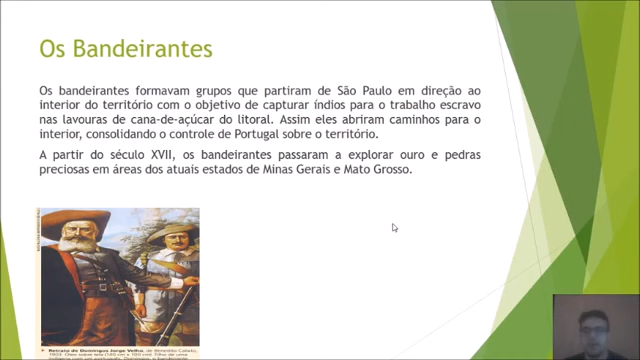 Os Bandeirantes
Os bandeirantes formavam grupos que partiram de São Paulo em direção ao
interior do território com o objetivo de capturar índios para o trabalho escravo
nas lavouras de cana-de-açúcar do litoral. Assim eles abriram caminhos para o
interior, consolidando o controle de Portugal sobre o território.
A partir do século XVII, os bandeirantes passaram a explorar ouro e pedras
preciosas em áreas dos atuais estados de Minas Gerais e Mato Grosso.
Retrato de Domingos Jorge Velho, de Benedito Calixto,